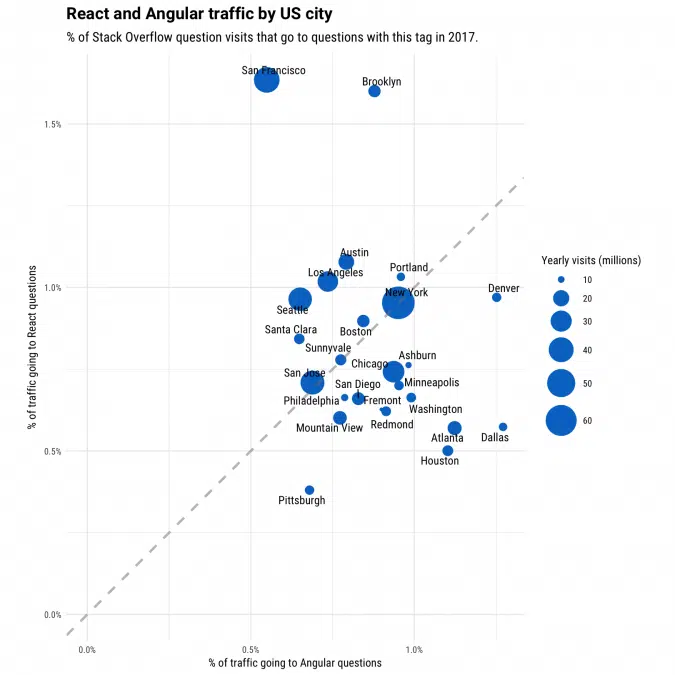 React and Angular traffic by US city
% of Stack Overflow question visits that go to questions with this tag in 2017.
San Francisco
Brooklyn
1.5%
Austin
Portland
Los Angeles
Yearly visits (millions)
10
1.0%
New York
Denver
20
Seattle
Santa Clara
Boston
30
Sunnyvale
Chicago
Ashburn
40
San Jose
San Diego
Minneapolis
50
Philadelphia
Fremont
Washington
60
Mountain View
Redmond
Atlanta
Dallas
0.5%
Houston
Pittsburgh
0.0%
% of traffic going to React questions
0.0%
0.5%
1.0%
% of traffic going to Angular questions